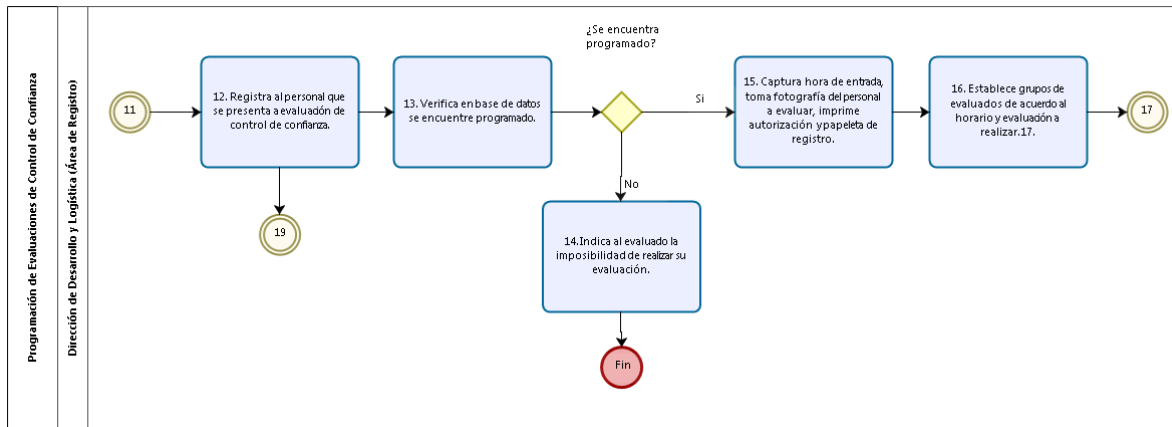 Programación de Evaluaciones de Control de Confianza
Dirección de Desarrollo y Logística (Área de Registro)
11
12. Registra al personal que
se presenta a evaluación de
control de confianza.
19
13. Verifica en base de datos
se encuentre programado.
¿Se encuentra
programado?
Si
No
14.Indica al evaluado la
imposibilidad de realizar su
evaluación.
Fin
15. Captura hora de entrada,
toma fotografía del personal
a evaluar, imprime
autorización y papeleta de
registro.
16. Establece grupos de
evaluados de acuerdo al
horario y evaluación a
realizar.17.
17